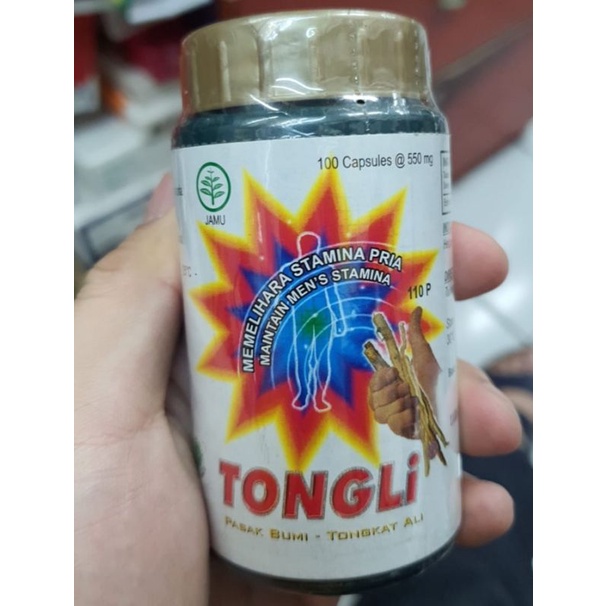 100 Capsules @ 550 mg
JAMU
MEMELIHARA STAMINA PRIA
MAINTAIN MEN'S STAMINA
110 P
TONGLi
PASAK BUMI - TONGKAT ALI